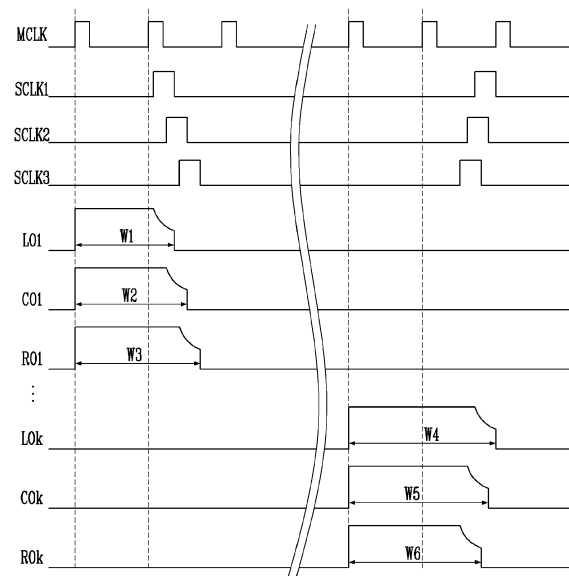 MCLK
SCLK1
SCLK2
SCLK3
LO1
W1
CO1
W2
RO1
W3
⋮
LOk
W4
COk
W5
ROk
W6